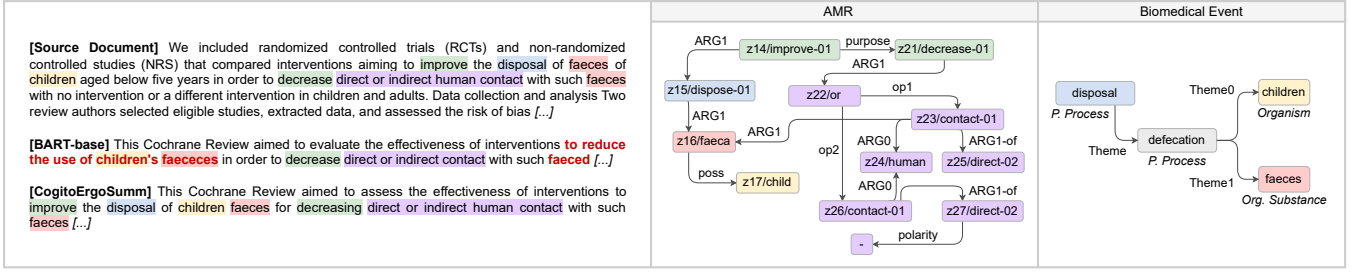 AMR
Biomedical Event
[Source Document] We included randomized controlled trials (RCTs) and non-randomized
controlled studies (NRS) that compared interventions aiming to improve the disposal of faeces of
children aged below five years in order to decrease direct or indirect human contact with such faeces
with no intervention or a different intervention in children and adults. Data collection and analysis Two
review authors selected eligible studies, extracted data, and assessed the risk of bias [...]
[BART-base] This Cochrane Review aimed to evaluate the effectiveness of interventions to reduce
the use of children's faececes in order to decrease direct or indirect contact with such faeced [...]
[CogitoErgoSumm] This Cochrane Review aimed to assess the effectiveness of interventions to
improve the disposal of children faeces for decreasing direct or indirect human contact with such
faeces [...]
ARG1
z14/improve-01
purpose
z21/decrease-01
ARG1
z15/dispose-01
z22/or
op1
z23/contact-01
ARG1
ARG1
z16/faeca
op2
ARG0
ARG1-of
z24/human
z25/direct-02
poss
z17/child
ARG0
ARG1-of
z26/contact-01
z27/direct-02
polarity
-
disposal
P. Process
Theme
defecation
P. Process
Theme0
children
Organism
Theme1
faeces
Org. Substance